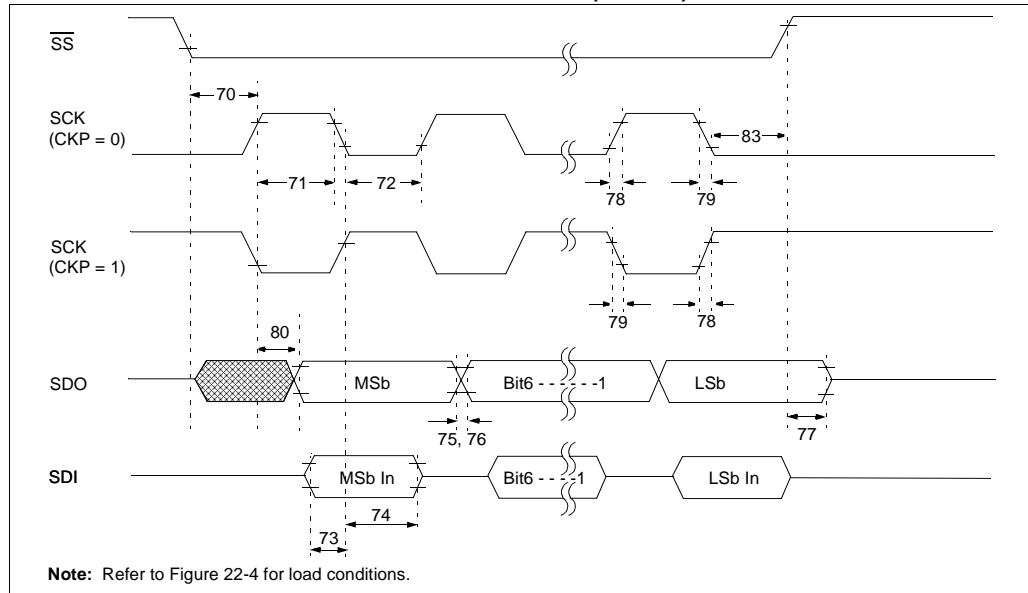 SS
70
SCK
(CKP = 0)
83
71
72
78
79
SCK
(CKP = 1)
79
78
80
SDO
MSb
Bit6 - - - - - -1
LSb
75, 76
77
SDI
MSb In
Bit6 - - - -1
LSb In
74
73
Note: Refer to Figure 22-4 for load conditions.